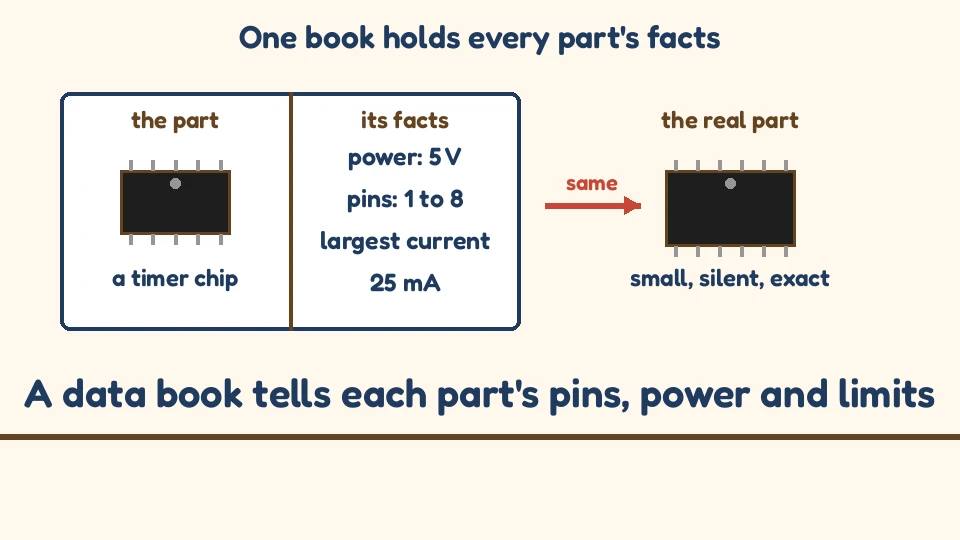 One book holds every part's facts
the part
a timer chip
its facts
power: 5 V
pins: 1 to 8
largest current
25 mA
same
the real part
small, silent, exact
A data book tells each part's pins, power and limits